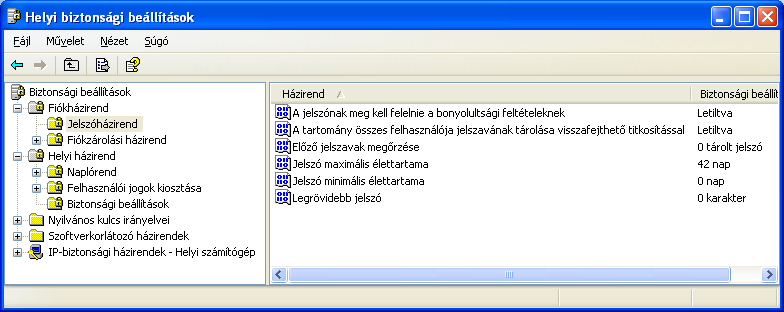 Helyi biztonsági beállítások
Fájl Művelet Nézet Súgó
Biztonsági beállítások
Fiókházirend
Jelszóházirend
Fiókzárolási házirend
Helyi házirend
Naplórend
Felhasználói jogok kiosztása
Biztonsági beállítások
Nyilvános kulcs irányelvei
Szoftverkorlátozó házirendek
IP-biztonsági házirendek - Helyi számítógép
Házirend Biztonsági beállít
A jelszónak meg kell felelnie a bonyolultsági feltételeknek Letiltva
A tartomány összes felhasználója jelszavának tárolása visszafejthető titkosítással Letiltva
Előző jelszavak megőrzése 0 tárolt jelszó
Jelszó maximális élettartama 42 nap
Jelszó minimális élettartama 0 nap
Legrövidebb jelszó 0 karakter